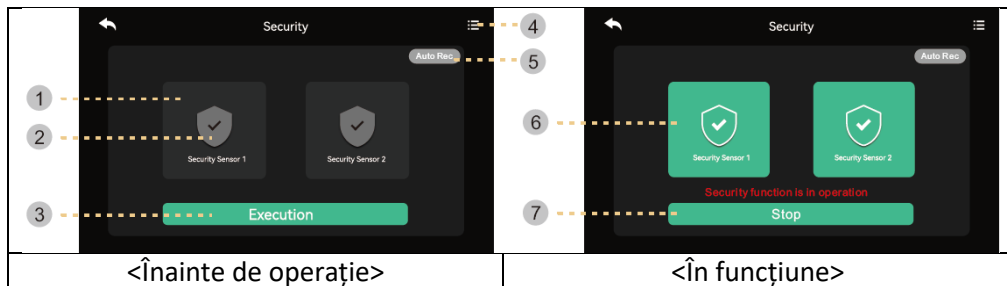 Security
4
Auto Rec
5
1
2
Security Sensor 1
Security Sensor 2
3
Execution
<Înainte de operație>
Security
Auto Rec
6
Security Sensor 1
Security Sensor 2
Security function is in operation
7
Stop
<În funcțiune>